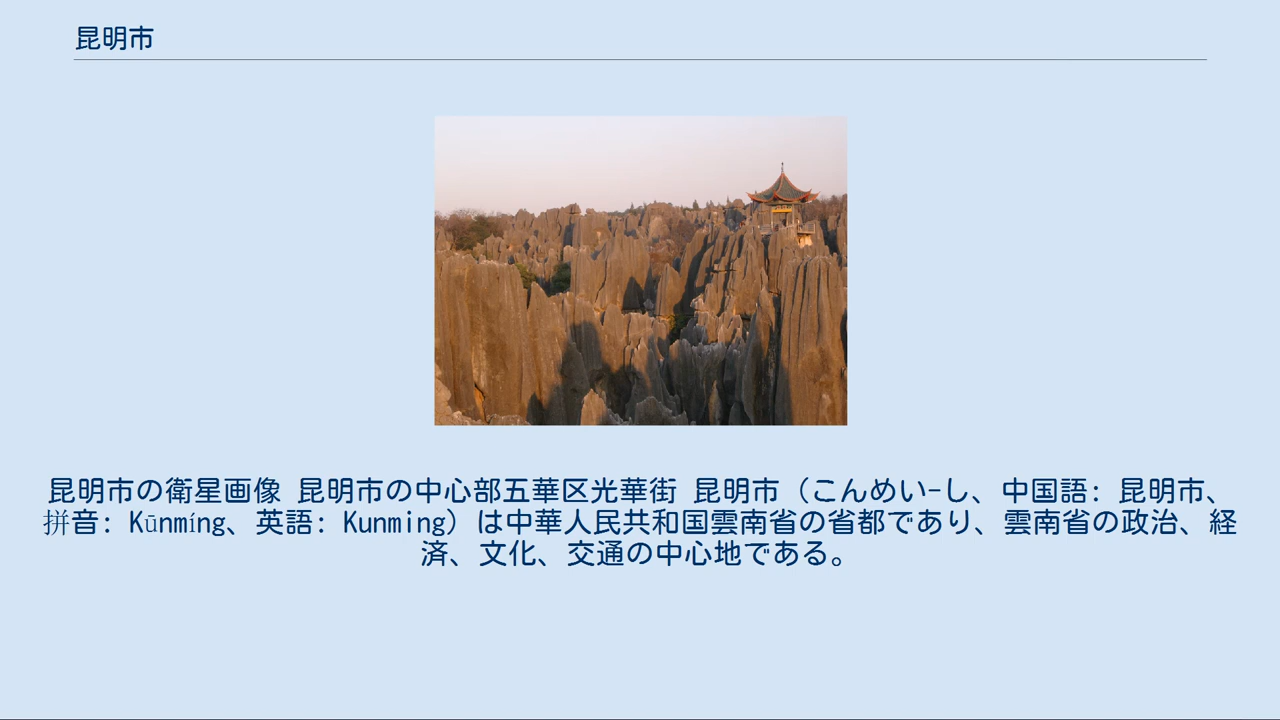 昆明市
昆明市の衛星画像 昆明市の中心部五華区光華街 昆明市（こんめい-し、中国語: 昆明市、
拼音: Kūnmíng、英語: Kunming）は中華人民共和国雲南省の省都であり、雲南省の政治、経
済、文化、交通の中心地である。